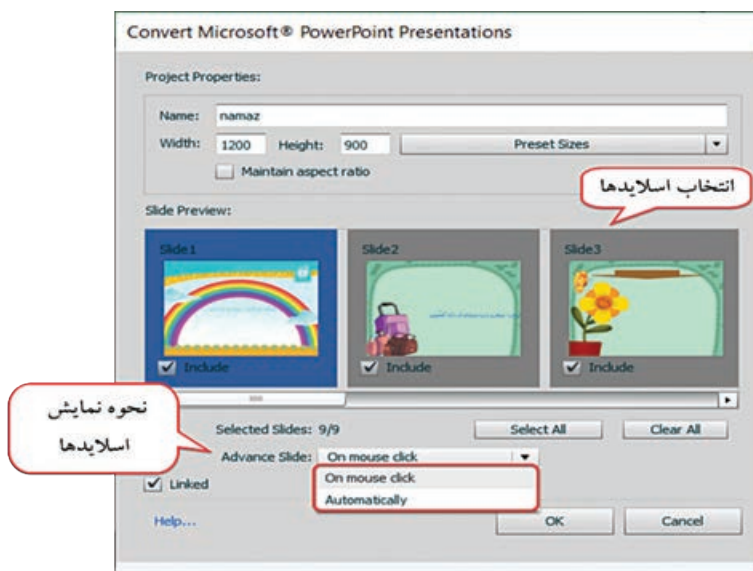 Convert Microsoft® PowerPoint Presentations
Project Properties:
Name: namaz
Width: 1200 Height: 900 Preset Sizes
Maintain aspect ratio
انتخاب اسلایدها
Slide Preview:
Slide1 Slide2 Slide3
Include Include Include
نحوه نمایش
اسلایدها
Selected Slides: 9/9 Select All Clear All
Advance Slide: On mouse click
On mouse click
Automatically
Linked
Help... OK Cancel